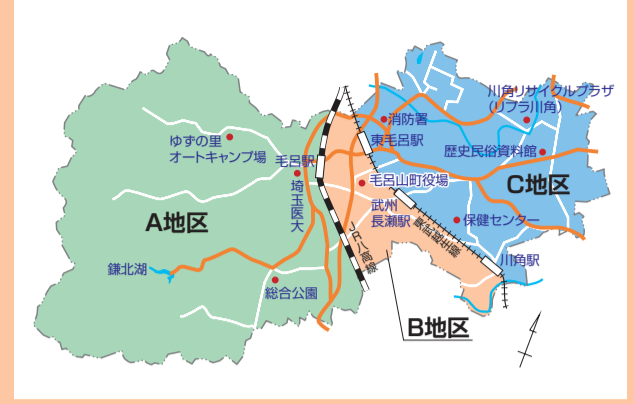 川角リサイクルプラザ
(リプラ川角)
消防署
東毛呂駅
歴史民俗資料館
ゆずの里
オートキャンプ場
毛呂駅
埼玉医大
毛呂山町役場
C地区
武州
長瀬駅
保健センター
A地区
JR八高線
東武越生線
川角駅
鎌北湖
総合公園
B地区